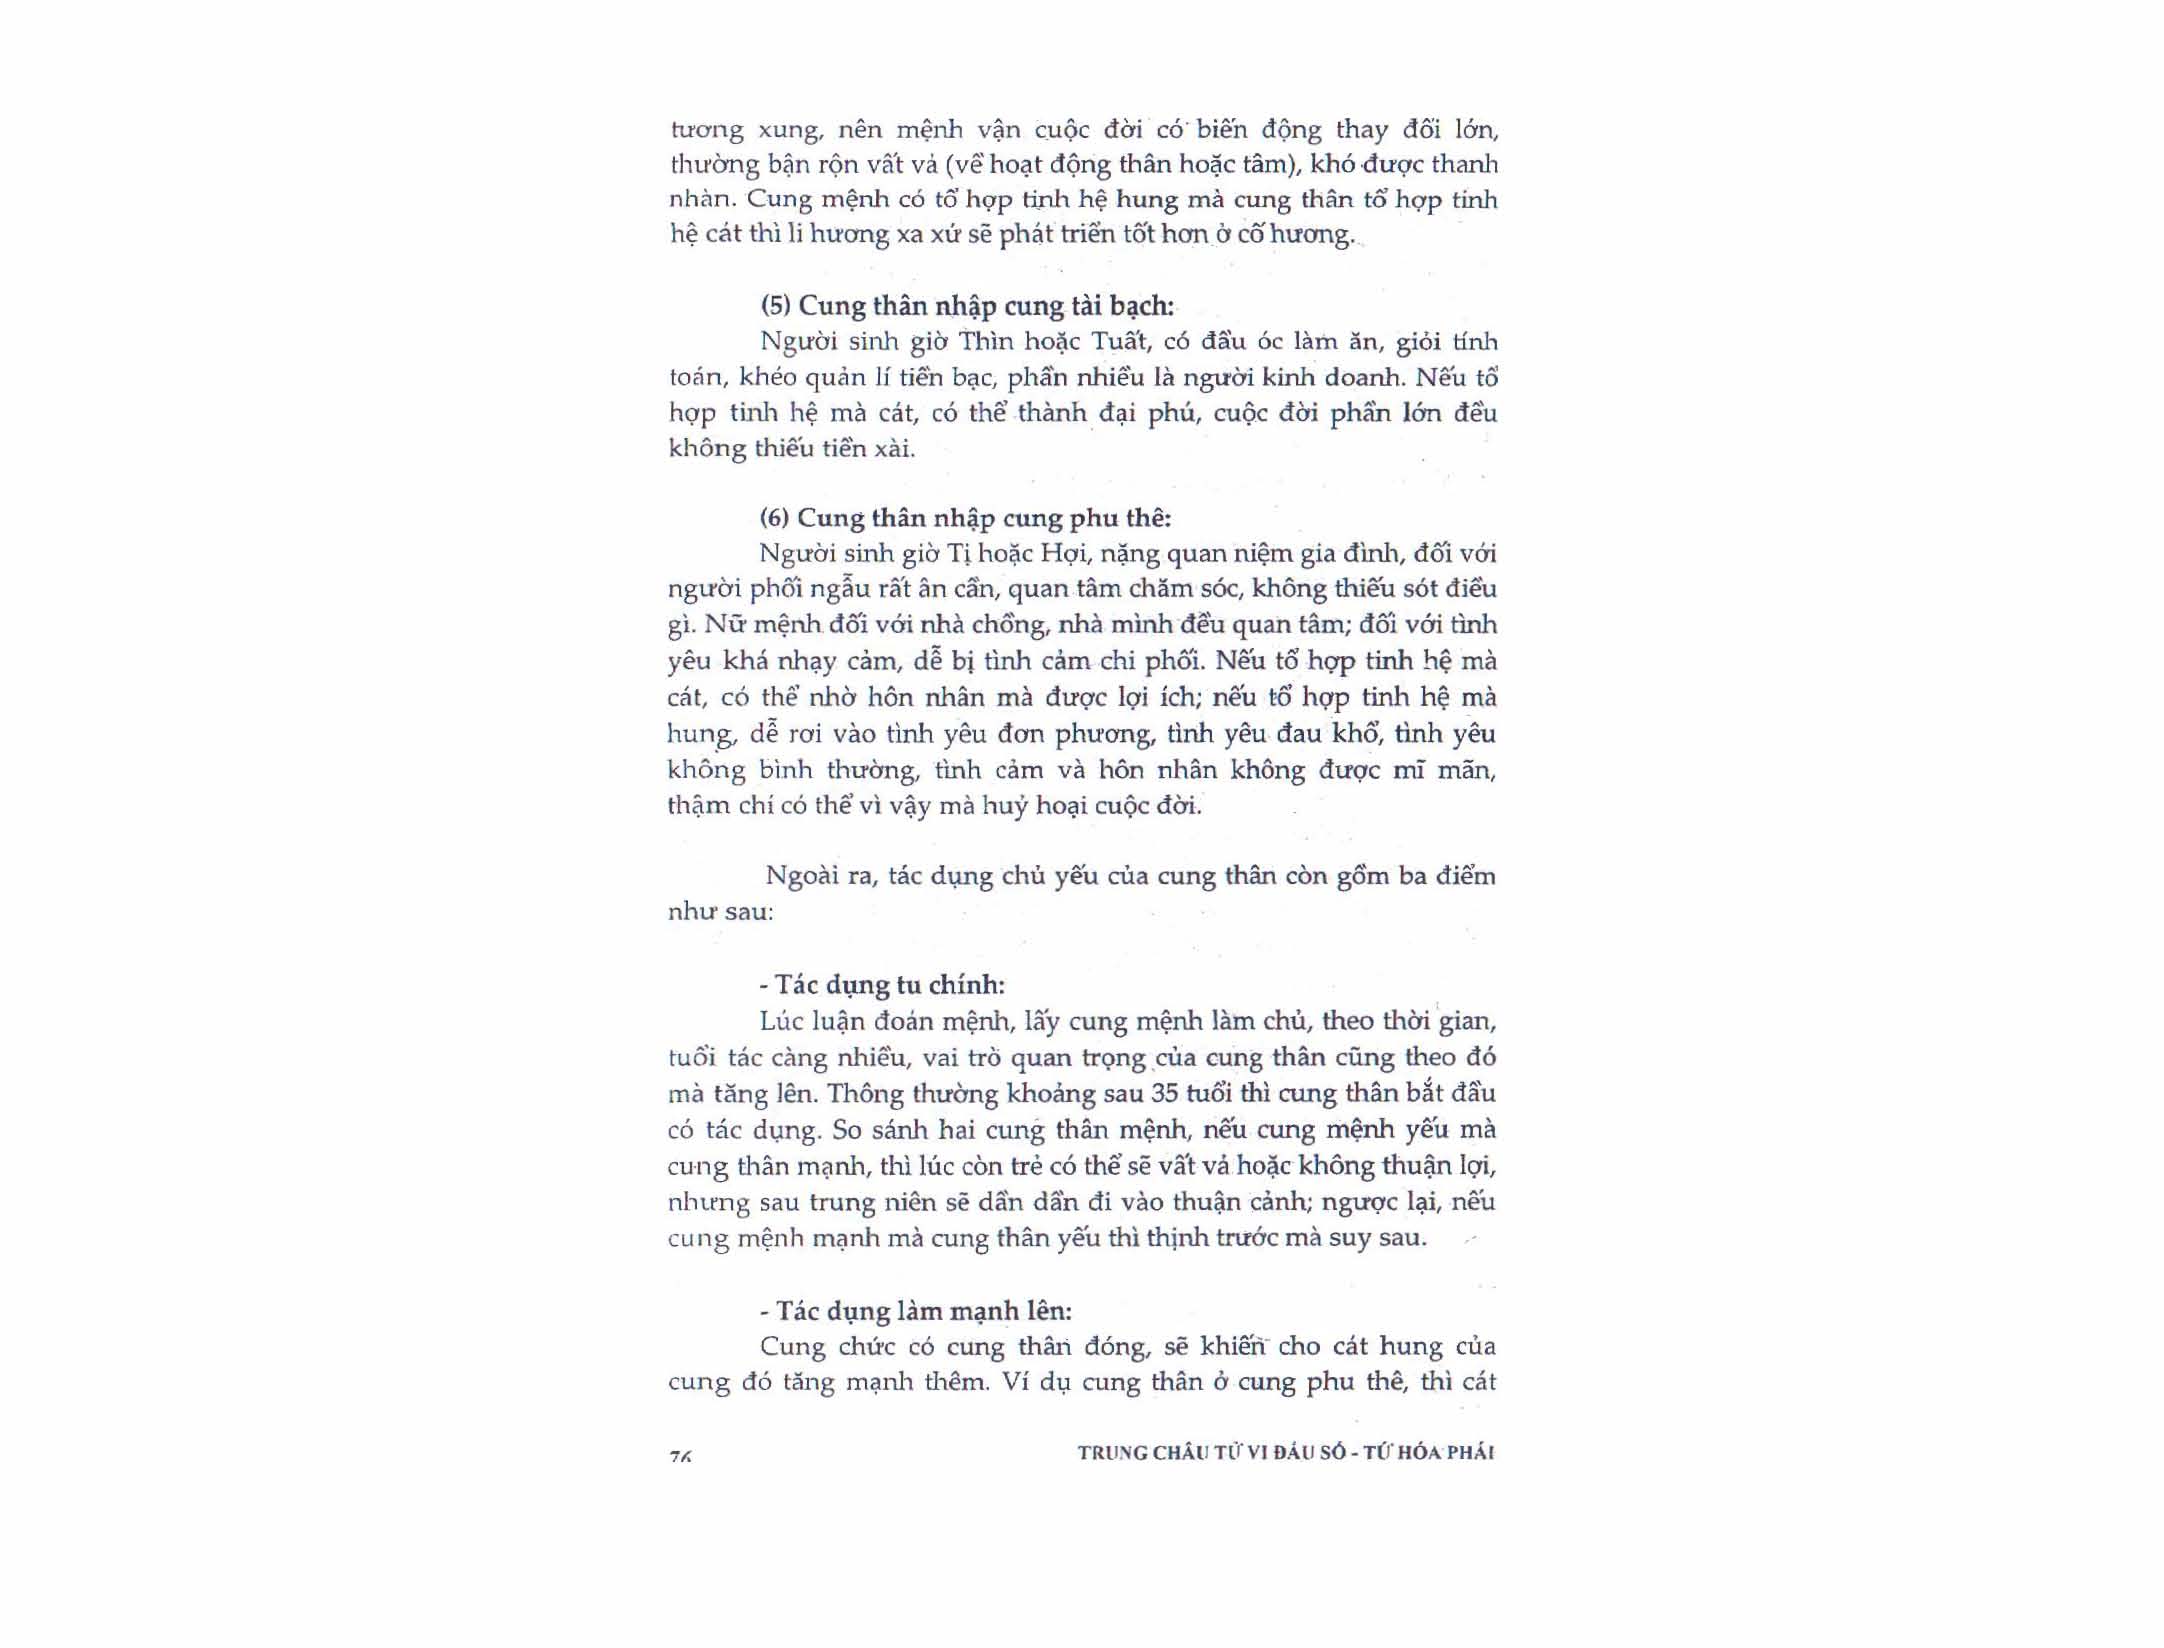 tương xung, nên mệnh vận cuộc đời có biến động thay đổi lớn,
thường bận rộn vất vả (về hoạt động thân hoặc tâm), khó được thanh
nhàn. Cung mệnh có tổ hợp tinh hệ hung mà cung thân tổ hợp tinh
hệ cát thì li hương xa xứ sẽ phát triển tốt hơn ở cố hương.
(5) Cung thân nhập cung tài bạch:
Người sinh giờ Thìn hoặc Tuất, có đầu óc làm ăn, giỏi tính
toán, khéo quản lí tiền bạc, phần nhiều là người kinh doanh. Nếu tổ
hợp tinh hệ mà cát, có thể thành đại phú, cuộc đời phần lớn đều
không thiếu tiền xài.
(6) Cung thân nhập cung phu thê:
Người sinh giờ Tị hoặc Hợi, nặng quan niệm gia đình, đối với
người phối ngẫu rất ân cần, quan tâm chăm sóc, không thiếu sót điều
gì. Nữ mệnh đối với nhà chồng, nhà mình đều quan tâm; đối với tình
yêu khá nhạy cảm, dễ bị tình cảm chi phối. Nếu tổ hợp tinh hệ mà
cát, có thể nhờ hôn nhân mà được lợi ích; nếu tổ hợp tinh hệ mà
hung, dễ rơi vào tình yêu đơn phương, tình yêu đau khổ, tình yêu
không bình thường, tình cảm và hôn nhân không được mĩ mãn,
thậm chí có thể vì vậy mà huỷ hoại cuộc đời.
Ngoài ra, tác dụng chủ yếu của cung thân còn gồm ba điểm
như sau:
- Tác dụng tu chính:
Lúc luận đoán mệnh, lấy cung mệnh làm chủ, theo thời gian,
tuổi tác càng nhiều, vai trò quan trọng của cung thân cũng theo đó
mà tăng lên. Thông thường khoảng sau 35 tuổi thì cung thân bắt đầu
có tác dụng. So sánh hai cung thân mệnh, nếu cung mệnh yếu mà
cung thân mạnh, thì lúc còn trẻ có thể sẽ vất vả hoặc không thuận lợi,
nhưng sau trung niên sẽ dần dần đi vào thuận cảnh; ngược lại, nếu
cung mệnh mạnh mà cung thân yếu thì thịnh trước mà suy sau.
- Tác dụng làm mạnh lên:
Cung chức có cung thân đóng, sẽ khiến cho cát hung của
cung đó tăng mạnh thêm. Ví dụ cung thân ở cung phu thê, thì cát
76 TRUNG CHÂU TỬ VI ĐẨU SỐ - TỨ HÓA PHÁI